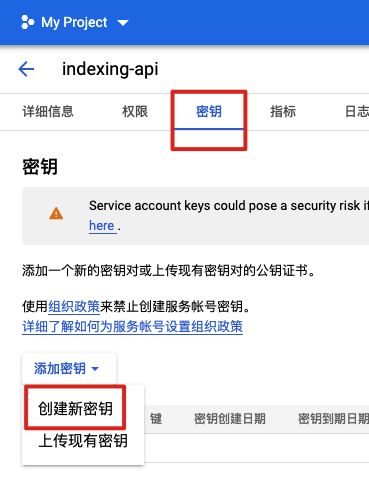 My Project
indexing-api
详细信息 权限 密钥 指标 日志
密钥
Service account keys could pose a security risk if
here .
添加一个新的密钥对或上传现有密钥对的公钥证书。
使用组织政策来禁止创建服务帐号密钥。
详细了解如何为服务帐号设置组织政策
添加密钥
创建新密钥
上传现有密钥
键 密钥创建日期 密钥到期日期